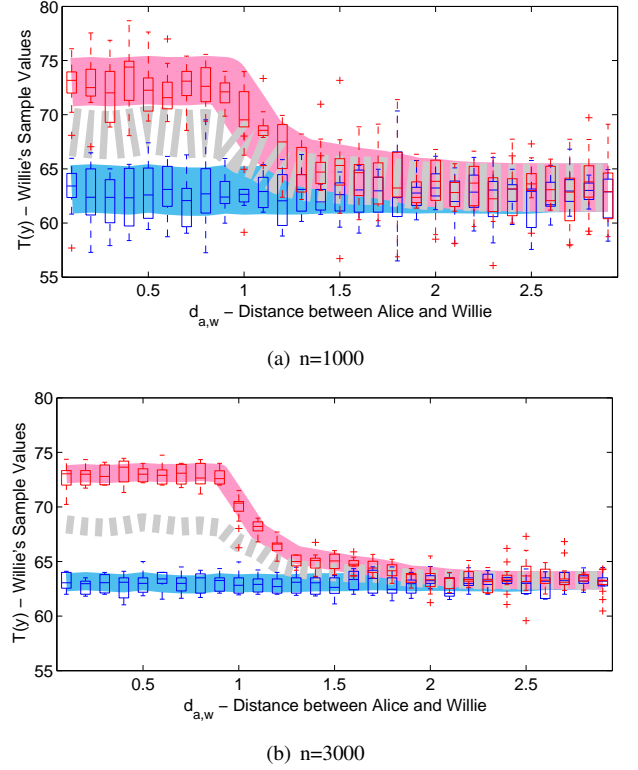 80
75
70
65
60
55
T(y) – Willie's Sample Values
0.5 1 1.5 2 2.5
d_{a,w} – Distance between Alice and Willie
(a) n=1000
80
75
70
65
60
55
T(y) – Willie's Sample Values
0.5 1 1.5 2 2.5
d_{a,w} – Distance between Alice and Willie
(b) n=3000